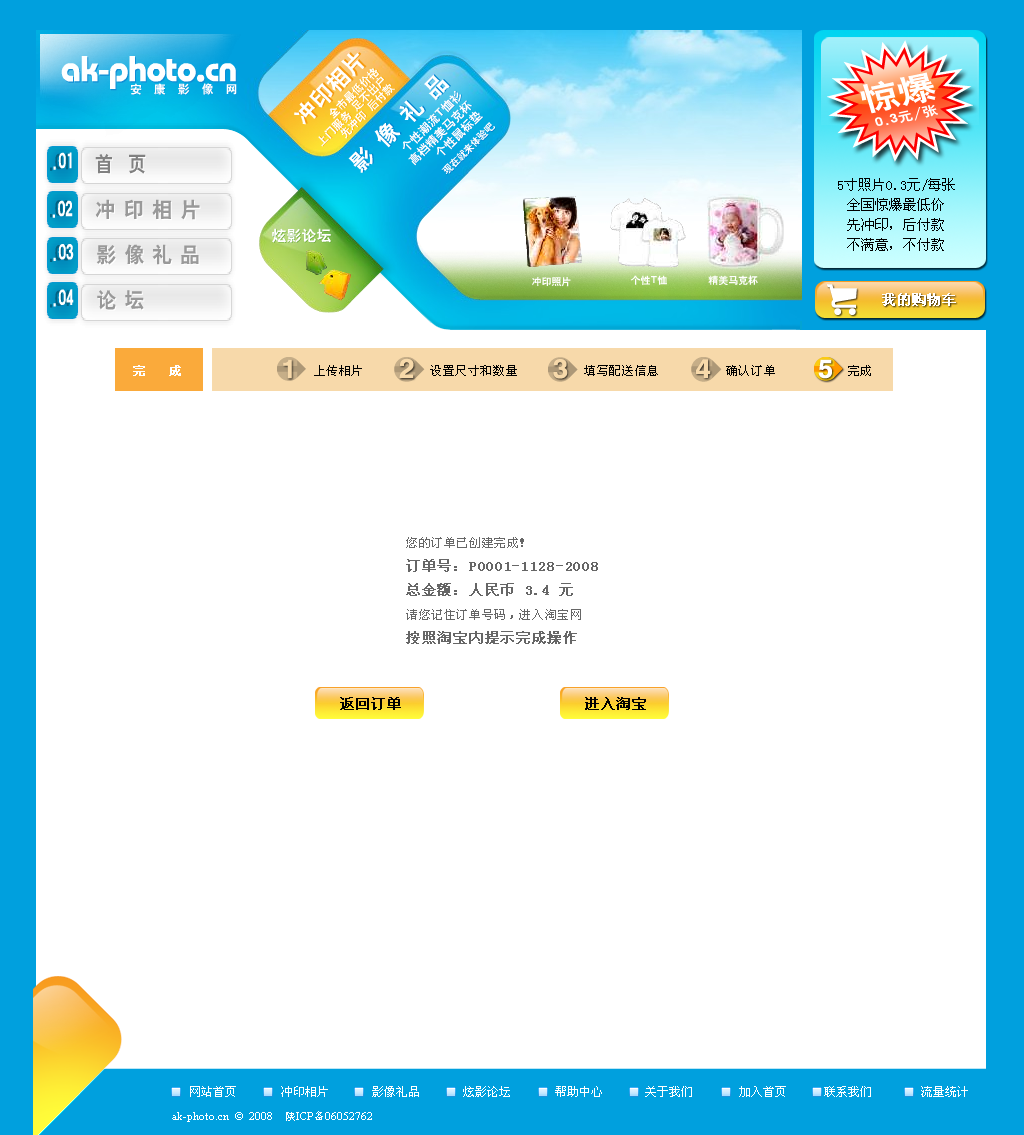 ak-photo.cn
安康影像网
.01 首页
.02 冲印相片
.03 影像礼品
.04 论坛
冲印相片
全市最低价位
上门服务 足不出户
先冲印 后付款
影像礼品
个性潮流T恤衫
高档精美马克杯
个性鼠标垫
现在就来体验吧
炫影论坛
冲印照片
个性T恤
精美马克杯
惊爆
0.3元/张
5寸照片0.3元/每张
全国惊爆最低价
先冲印，后付款
不满意，不付款
我的购物车
完 成
1 上传相片
2 设置尺寸和数量
3 填写配送信息
4 确认订单
5 完成
您的订单已创建完成!
订单号：P0001-1128-2008
总金额：人民币 3.4 元
请您记住订单号码，进入淘宝网
按照淘宝内提示完成操作
返回订单
进入淘宝
网站首页 冲印相片 影像礼品 炫影论坛 帮助中心 关于我们 加入首页 联系我们 流量统计
ak-photo.cn © 2008 陕ICP备06052762